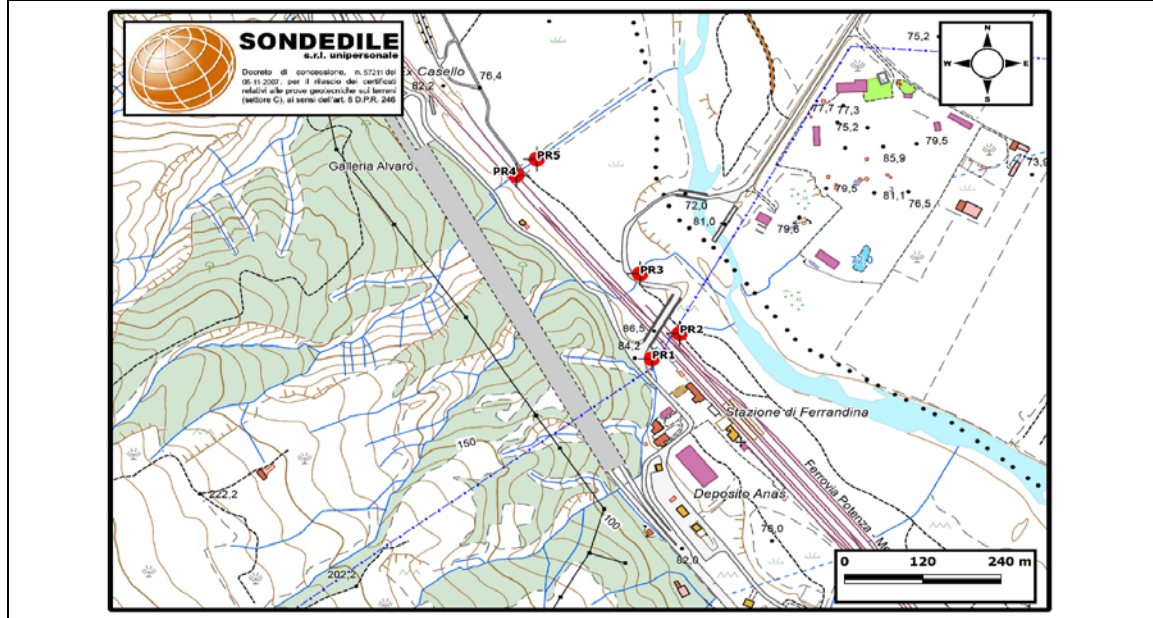 SONDEDILE
s.r.l. unipersonale
Decreto di concessione, n. 57211 del
06-11-2007, per il rilascio dei certificati
relativi alle prove geotecniche sui terreni
(settore C), ai sensi dell'art. 8 D.P.R. 246
Ex Casello
82,2
76,4
75,2
N
W
E
S
77,7
77,3
75,2
79,5
85,9
73,9
Galleria Alvaro
PR5
PR4
79,5
81,1
76,5
72,0
81,0
79,6
72,0
PR3
86,5
PR2
84,2
PR1
Stazione di Ferrandina
150
Ferrovia Potenza - Me
222,2
Deposito Anas
100
76,0
82,0
202,2
0 120 240 m